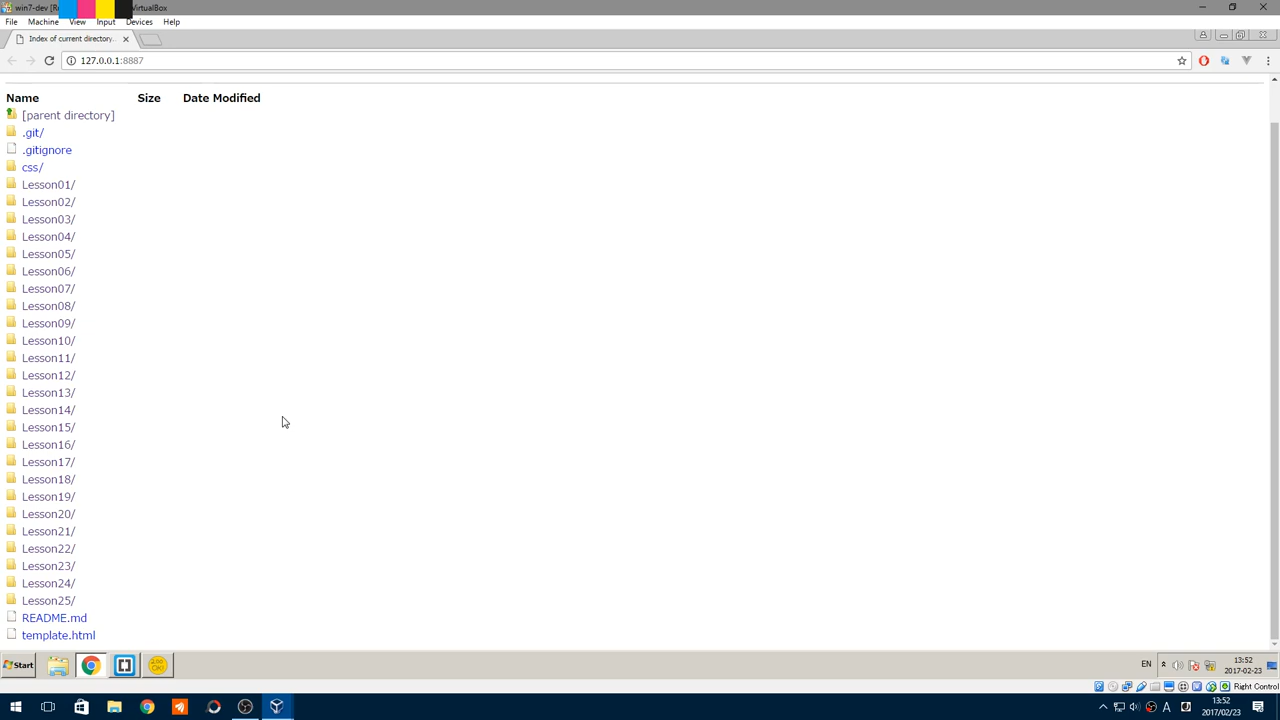 win7-dev [R
VirtualBox
File Machine View Input Devices Help
Index of current directory...
127.0.0.1:8887
Name Size Date Modified
[parent directory]
.git/
.gitignore
css/
Lesson01/
Lesson02/
Lesson03/
Lesson04/
Lesson05/
Lesson06/
Lesson07/
Lesson08/
Lesson09/
Lesson10/
Lesson11/
Lesson12/
Lesson13/
Lesson14/
Lesson15/
Lesson16/
Lesson17/
Lesson18/
Lesson19/
Lesson20/
Lesson21/
Lesson22/
Lesson23/
Lesson24/
Lesson25/
README.md
template.html
Start
EN
13:52
2017-02-23
Right Control
A
13:52
2017/02/23